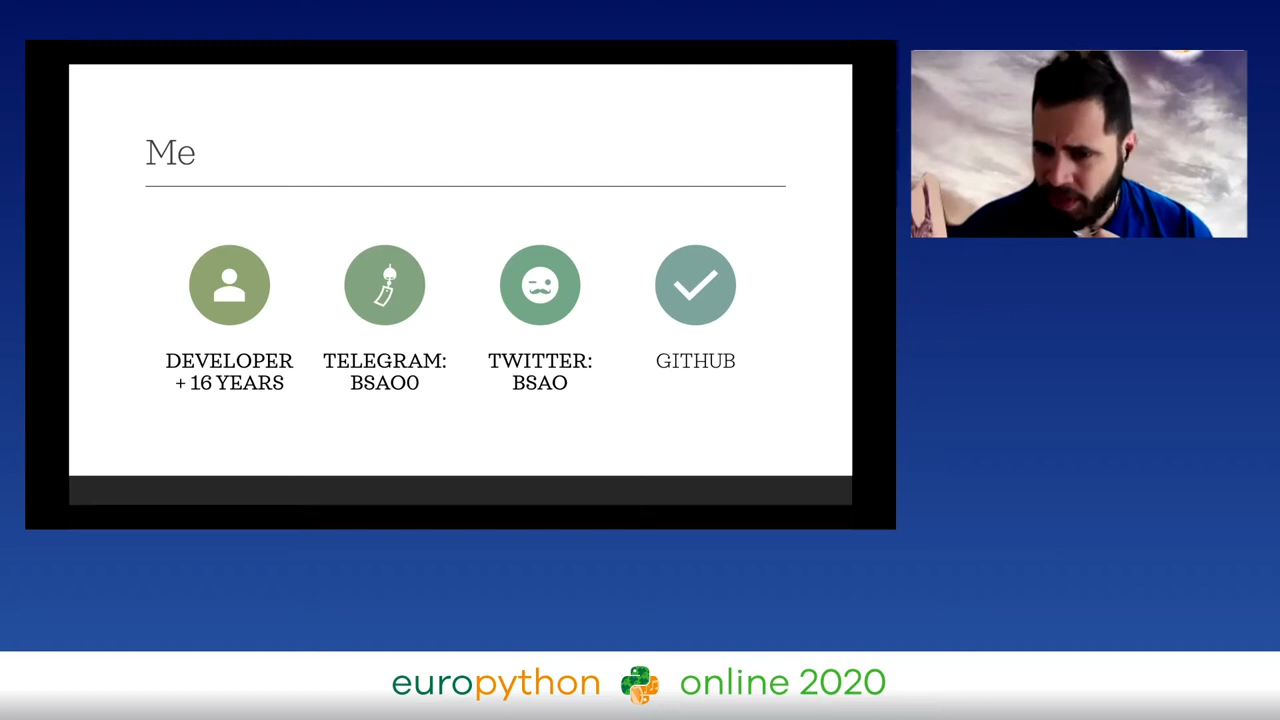 Me
DEVELOPER
+ 16 YEARS
TELEGRAM:
BSAO0
TWITTER:
BSAO
GITHUB
europython online 2020